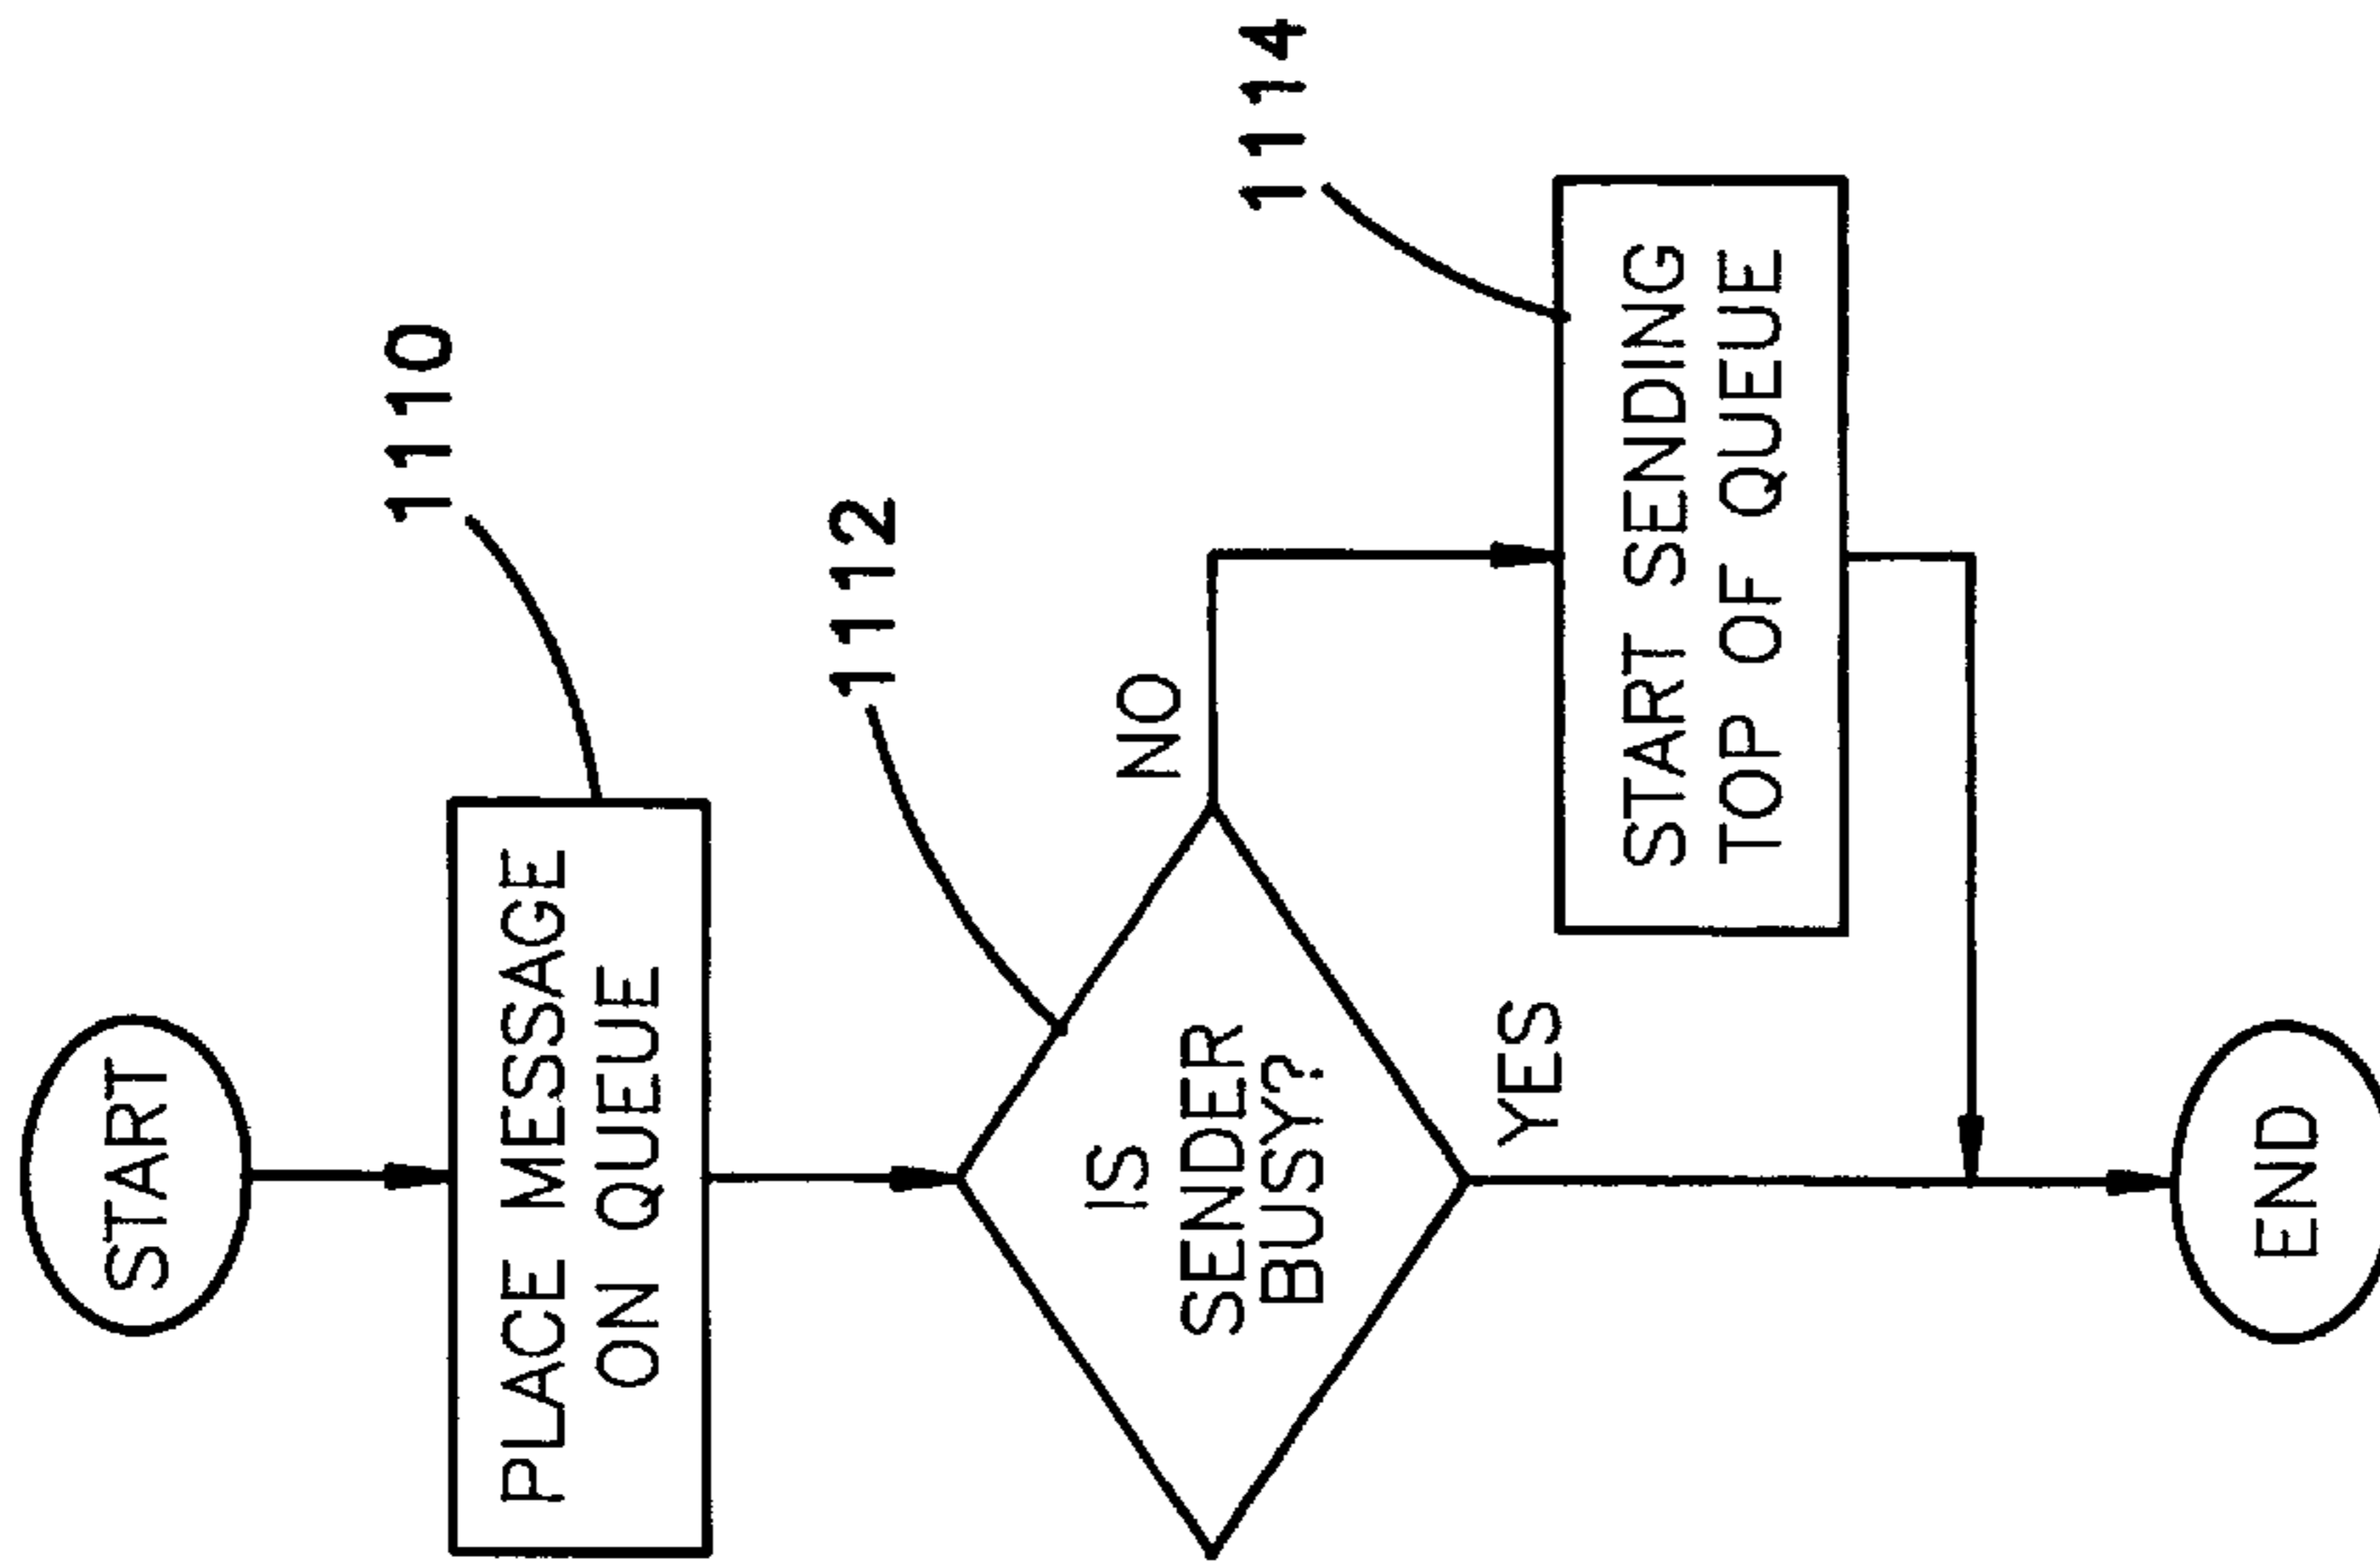 START
1110
PLACE MESSAGE
ON QUEUE
1112
IS
SENDER
BUSY?
NO
YES
1114
START SENDING
TOP OF QUEUE
END